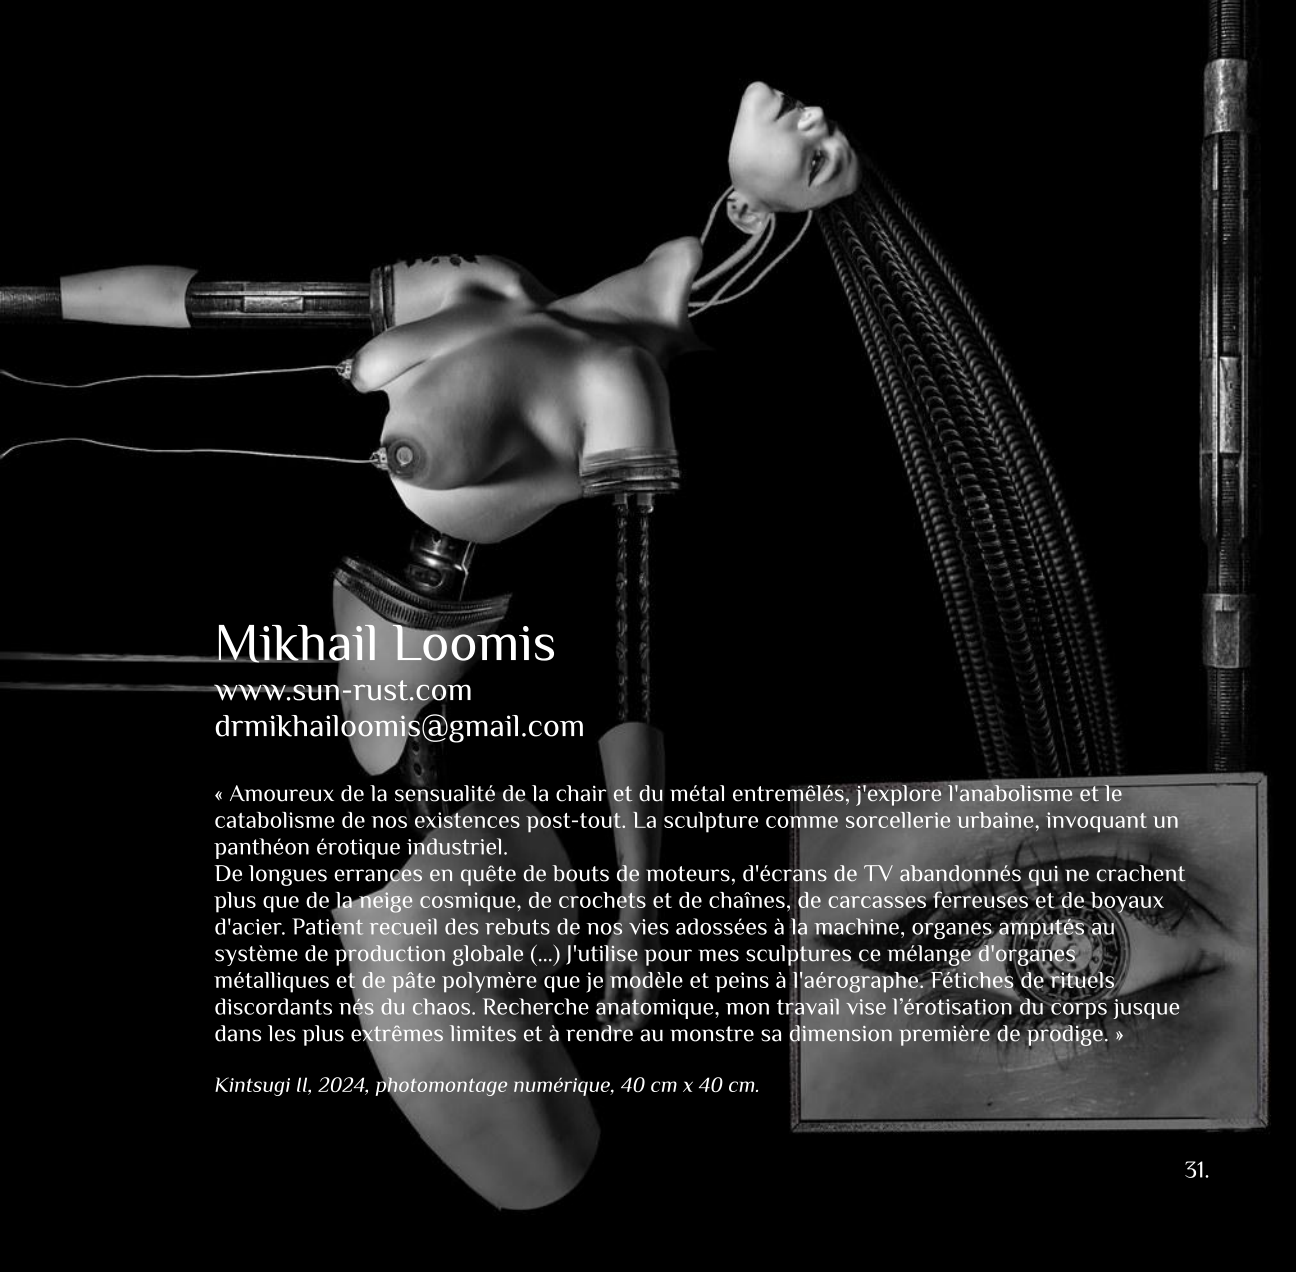 Mikhail Loomis
www.sun-rust.com
drmikhailoomis@gmail.com
« Amoureux de la sensualité de la chair et du métal entremêlés, j'explore l'anabolisme et le
catabolisme de nos existences post-tout. La sculpture comme sorcellerie urbaine, invoquant un
panthéon érotique industriel.
De longues errances en quête de bouts de moteurs, d'écrans de TV abandonnés qui ne crachent
plus que de la neige cosmique, de crochets et de chaînes, de carcasses ferreuses et de boyaux
d'acier. Patient recueil des rebuts de nos vies adossées à la machine, organes amputés au
système de production globale (...) J'utilise pour mes sculptures ce mélange d'organes
métalliques et de pâte polymère que je modèle et peins à l'aérographe. Fétiches de rituels
discordants nés du chaos. Recherche anatomique, mon travail vise l’érotisation du corps jusque
dans les plus extrêmes limites et à rendre au monstre sa dimension première de prodige. »
Kintsugi II, 2024, photomontage numérique, 40 cm x 40 cm.
31.